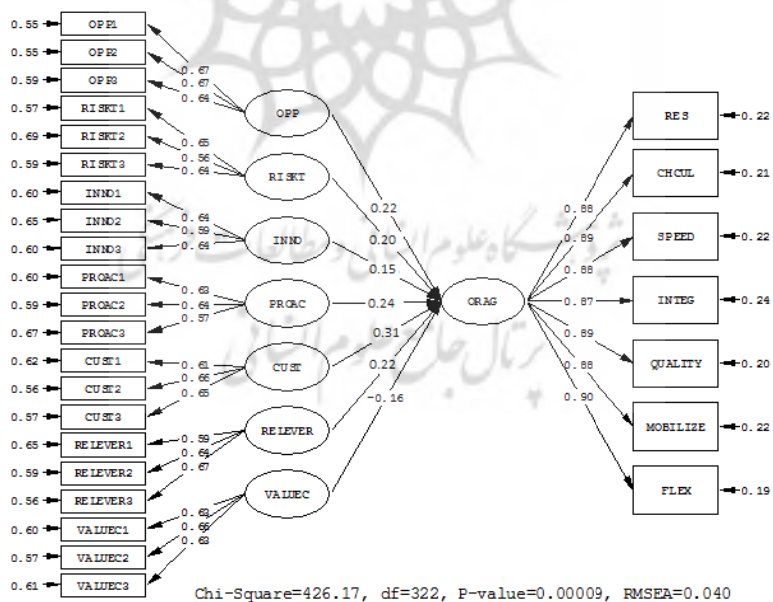 0.55 OPP1
0.55 OPP2
0.59 OPP3
0.57 RISKT1
0.69 RISKT2
0.59 RISKT3
0.60 INNO1
0.65 INNO2
0.60 INNO3
0.60 PROAC1
0.59 PROAC2
0.67 PROAC3
0.62 CUST1
0.56 CUST2
0.57 CUST3
0.65 RELEVER1
0.59 RELEVER2
0.56 RELEVER3
0.60 VALUEC1
0.57 VALUEC2
0.61 VALUEC3
0.67
0.67
0.64
0.65
0.56
0.64
0.64
0.59
0.64
0.63
0.64
0.57
0.61
0.66
0.65
0.59
0.64
0.67
0.63
0.66
0.63
OPP
RISKT
INNO
PROAC
CUST
RELEVER
VALUEC
0.22
0.20
0.15
0.24
0.31
0.22
-0.16
ORAG
0.88
0.89
0.88
0.87
0.89
0.88
0.90
RES 0.22
CHCUL 0.21
SPEED 0.22
INTEG 0.24
QUALITY 0.20
MOBILIZE 0.22
FLEX 0.19
پژوهشگاه علوم انسانی و مطالعات فرهنگی
پرتال جامع علوم انسانی
Chi-Square=426.17, df=322, P-value=0.00009, RMSEA=0.040